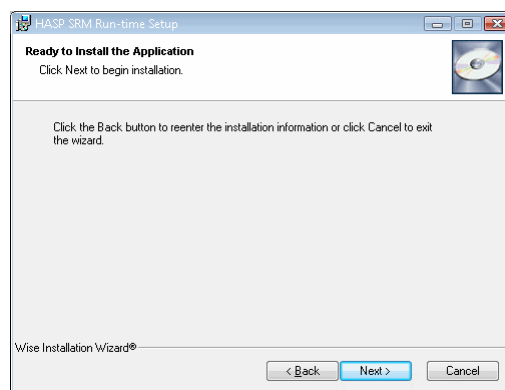 HASP SRM Run-time Setup
Ready to Install the Application
Click Next to begin installation.
Click the Back button to reenter the installation information or click Cancel to exit
the wizard.
Wise Installation Wizard®
< Back
Next >
Cancel